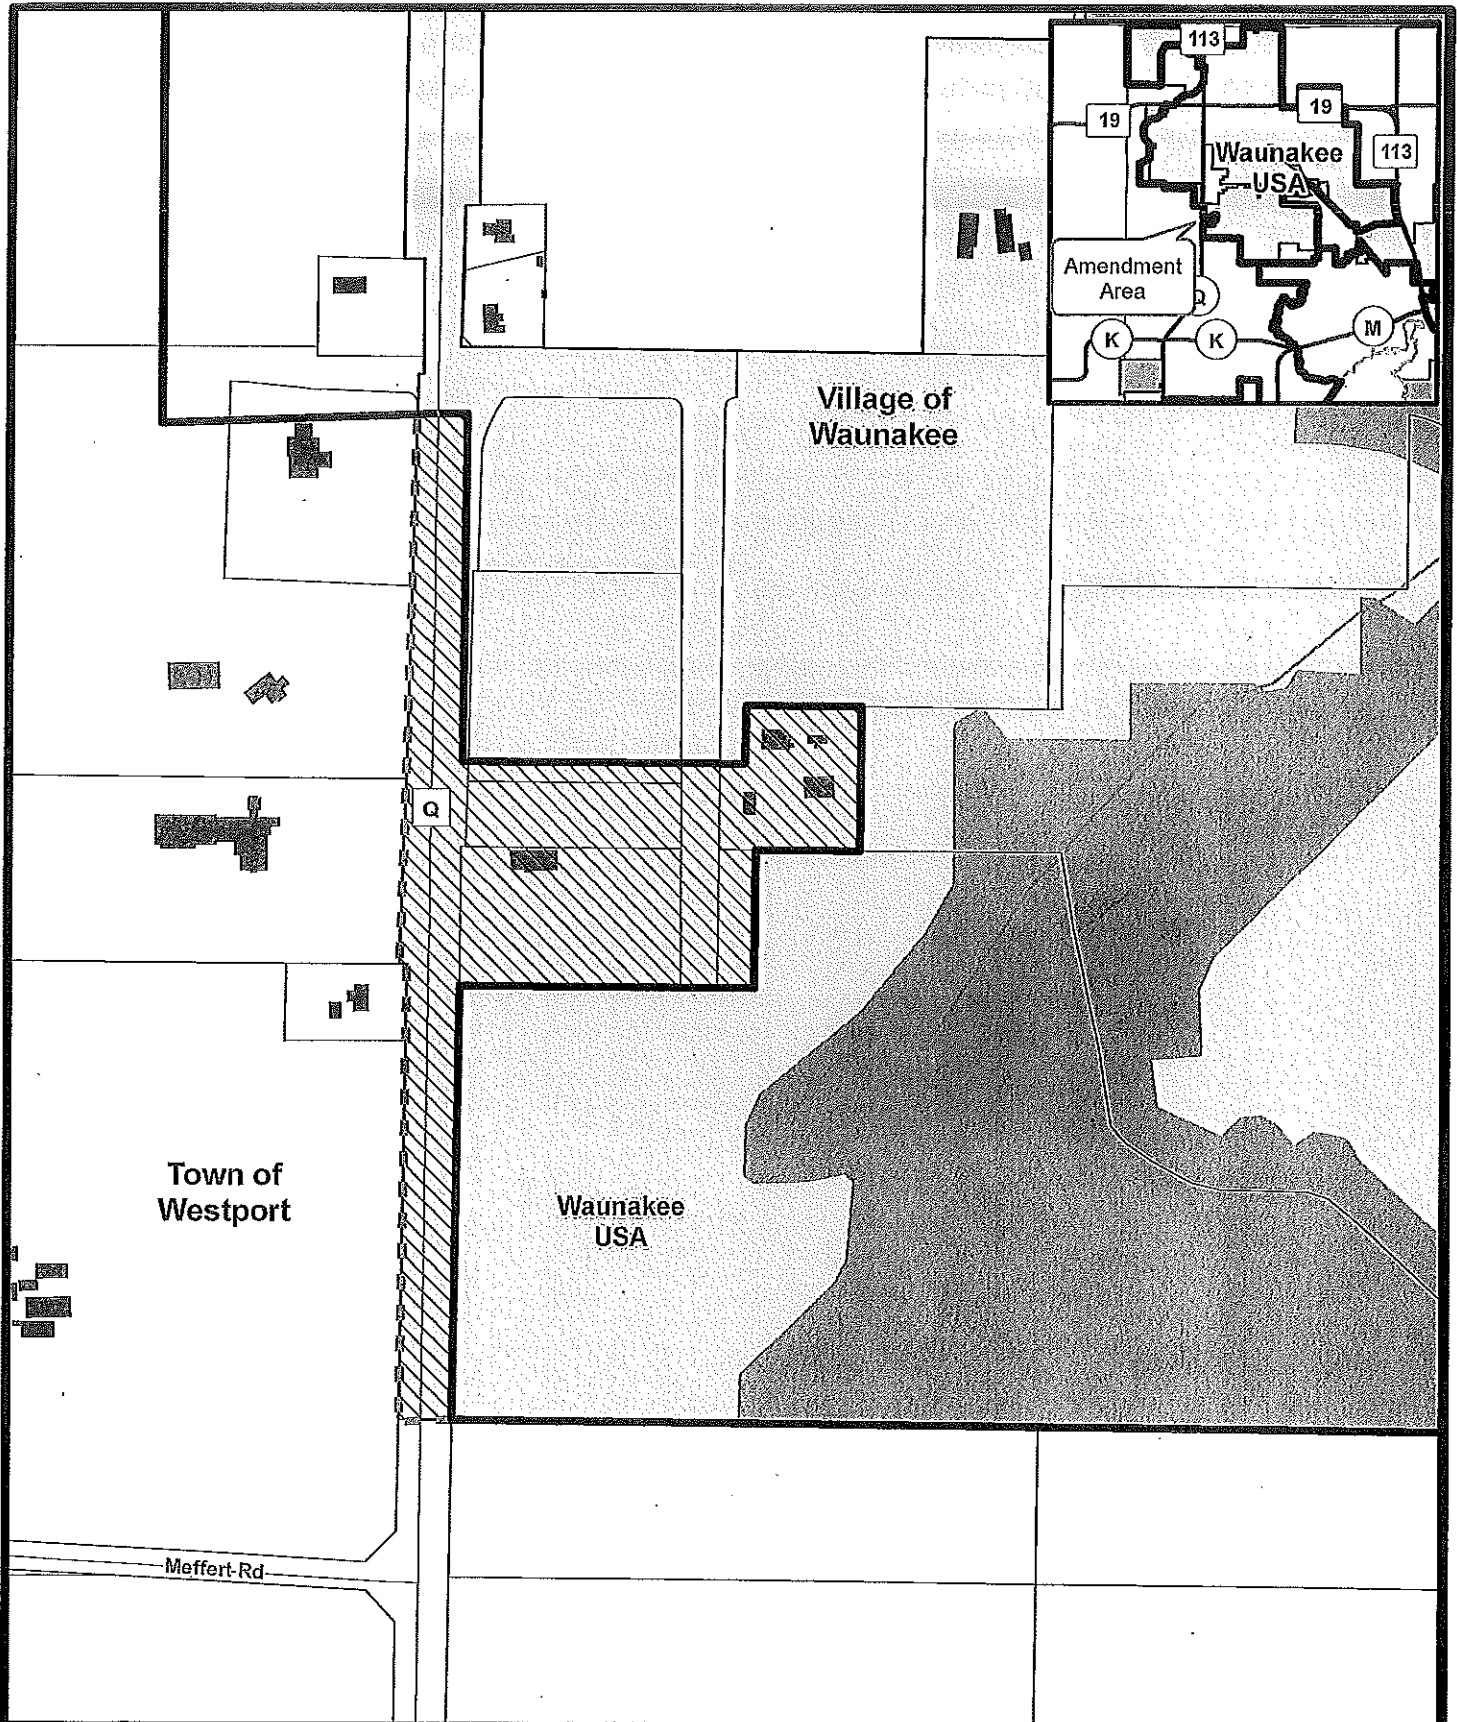 113
19
19
113
Waunakee
USA
Amendment
Area
Q
K
K
M
Village of
Waunakee
Q
Town of
Westport
Waunakee
USA
Meffert Rd